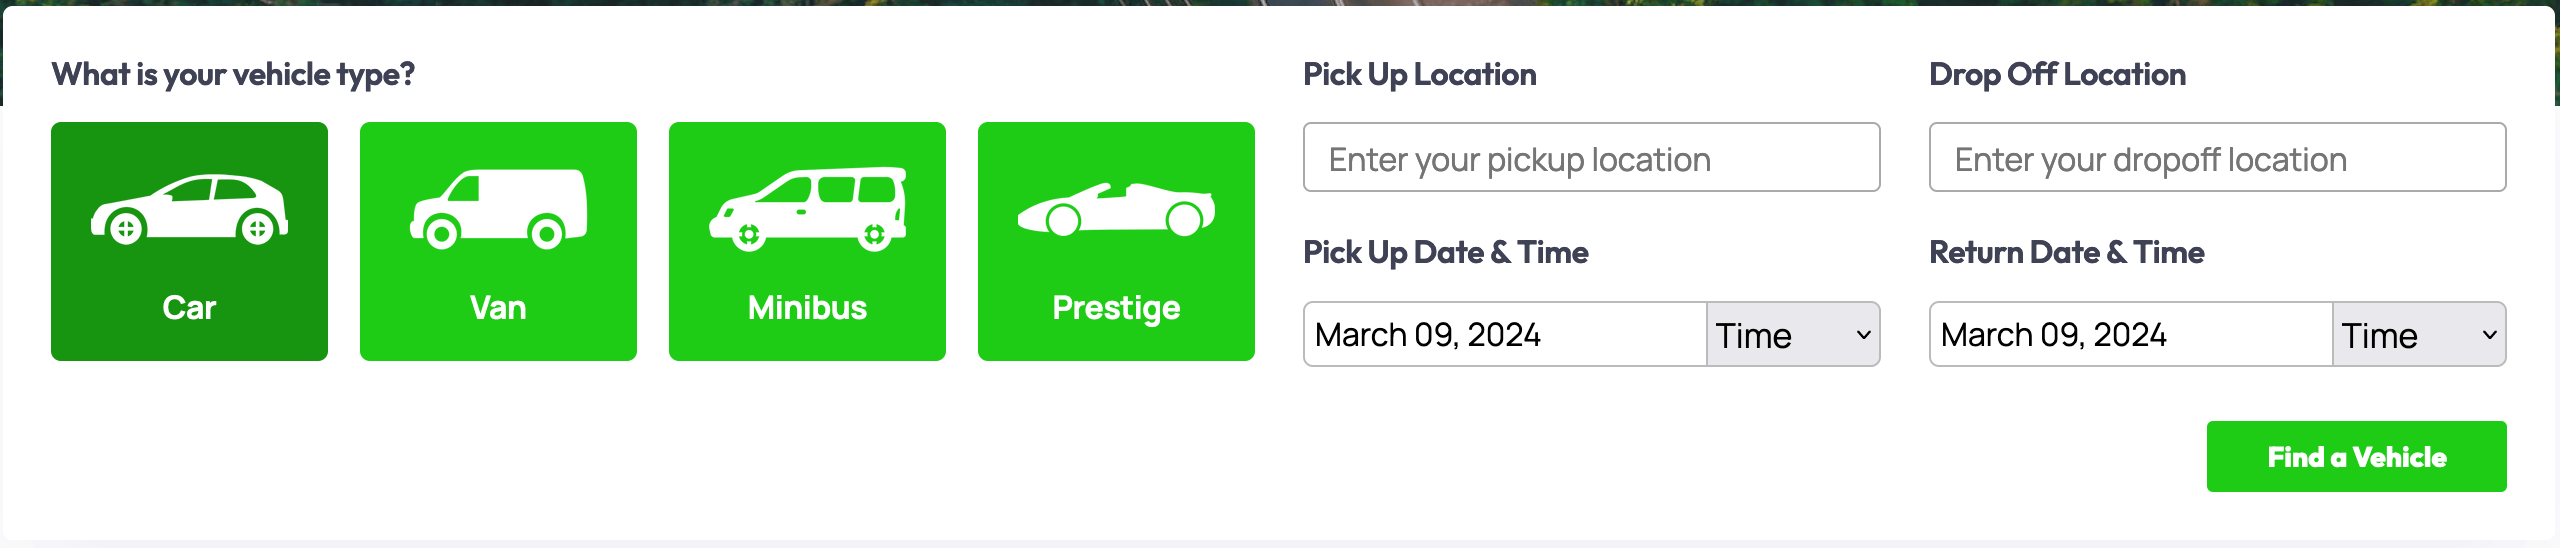 What is your vehicle type?
Car
Van
Minibus
Prestige
Pick Up Location
Enter your pickup location
Drop Off Location
Enter your dropoff location
Pick Up Date & Time
March 09, 2024
Time
Return Date & Time
March 09, 2024
Time
Find a Vehicle